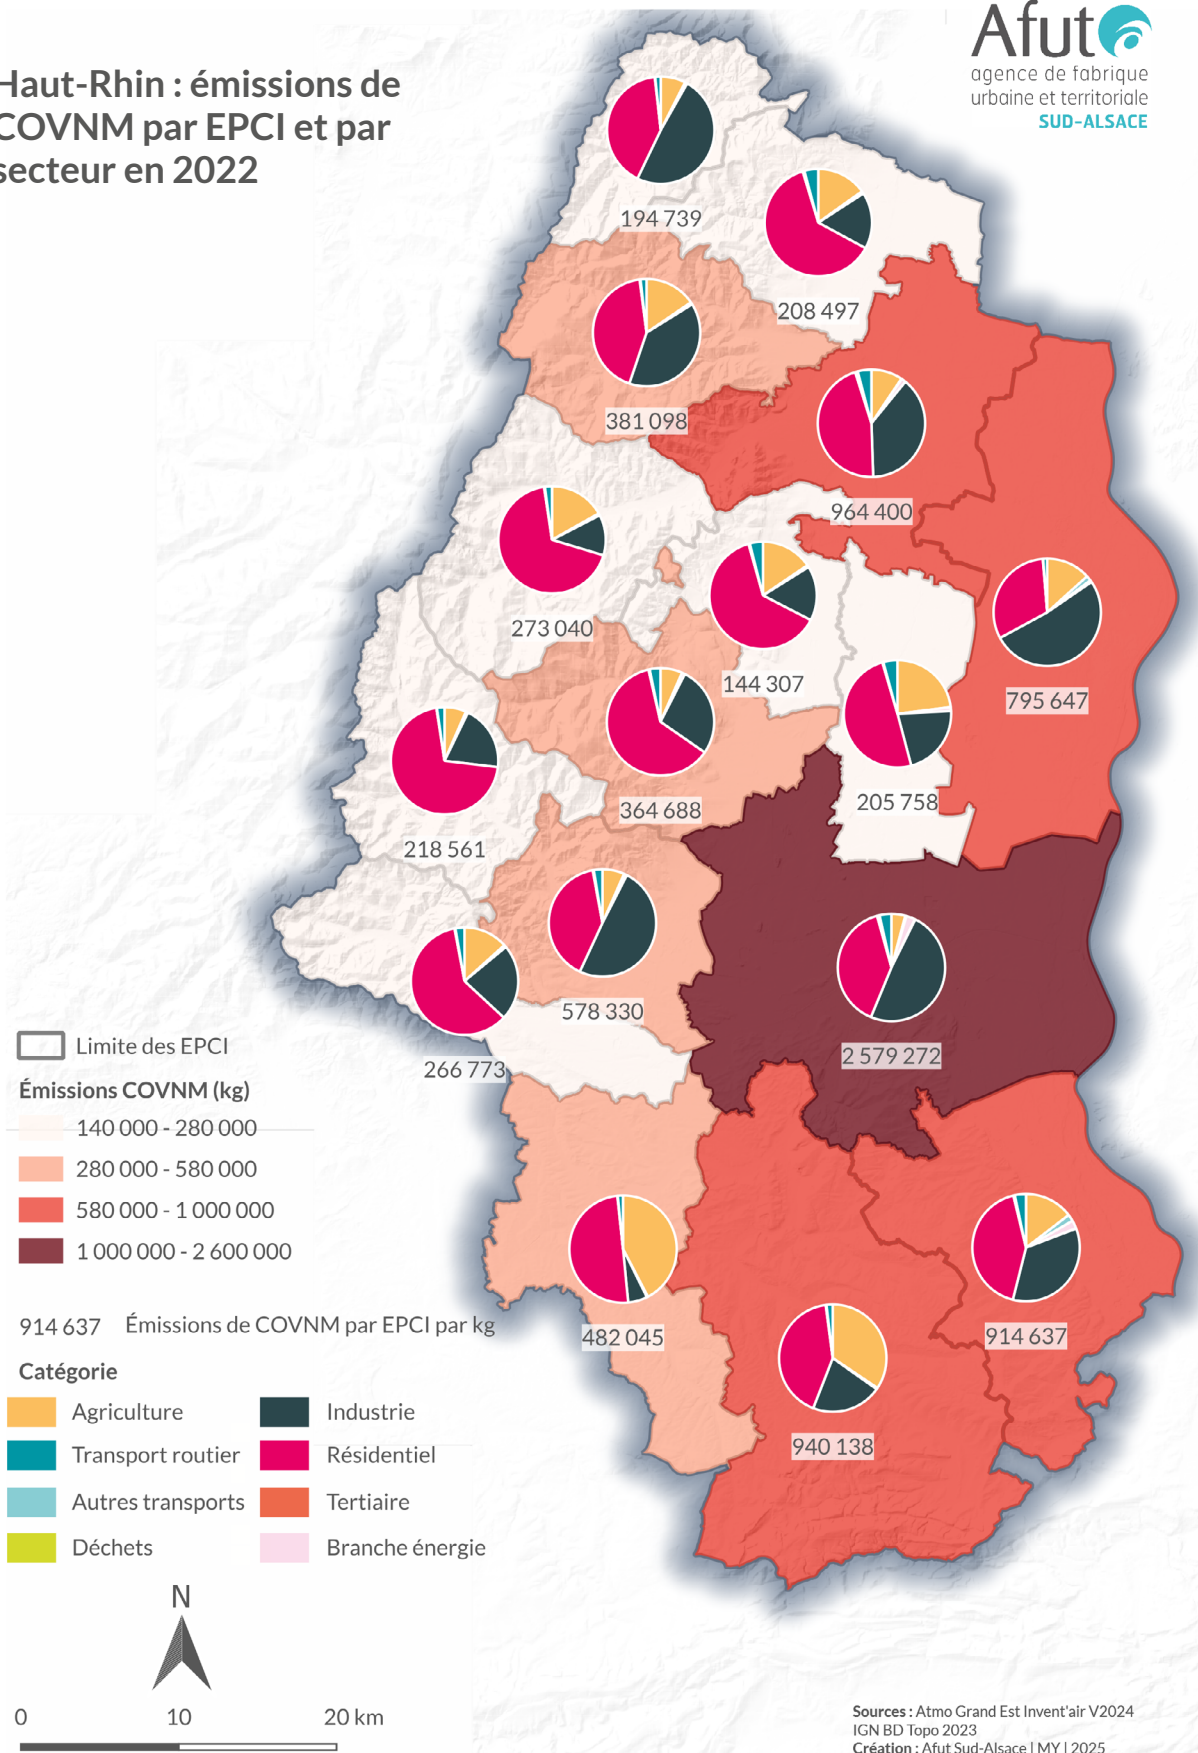 Afut
agence de fabrique
urbaine et territoriale
SUD-ALSACE
Haut-Rhin : émissions de
COVNM par EPCI et par
secteur en 2022
194 739
208 497
381 098
964 400
273 040
144 307
795 647
364 688
205 758
218 561
578 330
2 579 272
266 773
482 045
914 637
940 138
Limite des EPCI
Émissions COVNM (kg)
140 000 - 280 000
280 000 - 580 000
580 000 - 1 000 000
1 000 000 - 2 600 000
914 637 Émissions de COVNM par EPCI par kg
Catégorie
Agriculture Industrie
Transport routier Résidentiel
Autres transports Tertiaire
Déchets Branche énergie
N
0 10 20 km
Sources : Atmo Grand Est Invent'air V2024
IGN BD Topo 2023
Création : Afut Sud-Alsace | MY | 2025